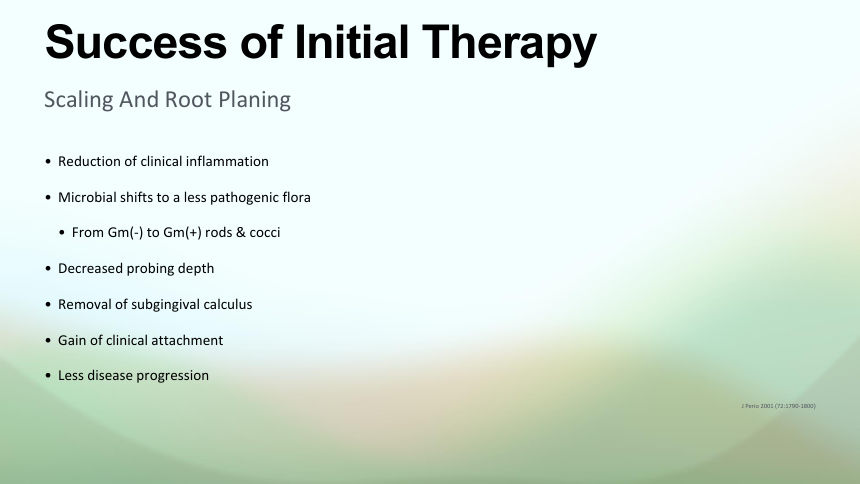 Success of Initial Therapy
Scaling And Root Planing
• Reduction of clinical inflammation
• Microbial shifts to a less pathogenic flora
• From Gm(-) to Gm(+) rods & cocci
• Decreased probing depth
• Removal of subgingival calculus
• Gain of clinical attachment
• Less disease progression
J Perio 2001 (72:1790-1800)